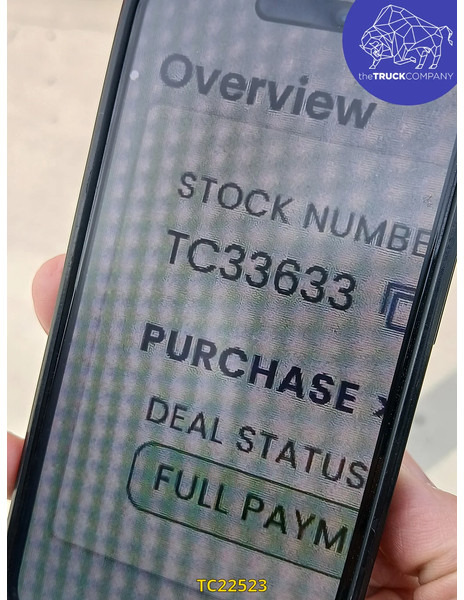 theTRUCKCOMPANY
Overview
STOCK NUMBE
TC33633
PURCHASE
DEAL STATUS
FULL PAYM
TC22523